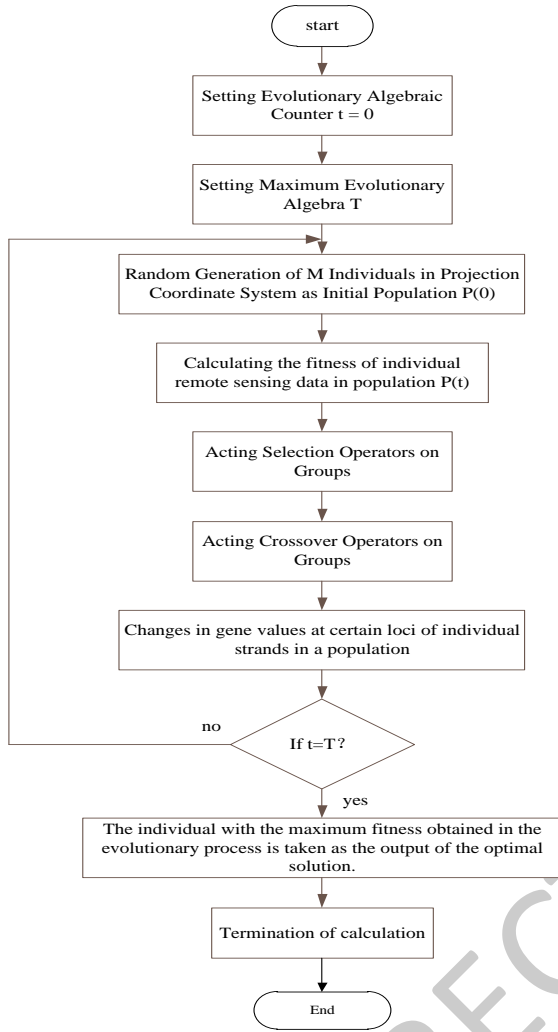 start
Setting Evolutionary Algebraic
Counter t = 0
Setting Maximum Evolutionary
Algebra T
Random Generation of M Individuals in Projection
Coordinate System as Initial Population P(0)
Calculating the fitness of individual
remote sensing data in population P(t)
Acting Selection Operators on
Groups
Acting Crossover Operators on
Groups
Changes in gene values at certain loci of individual
strands in a population
no
If t=T?
yes
The individual with the maximum fitness obtained in the
evolutionary process is taken as the output of the optimal
solution.
Termination of calculation
End